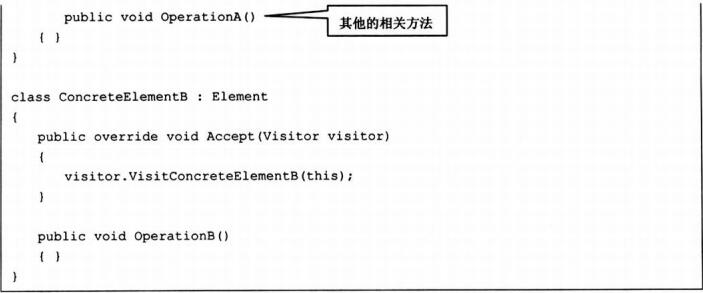 public void OperationA()
其他的相关方法
{ }
}
class ConcreteElementB : Element
{
public override void Accept(Visitor visitor)
{
visitor.VisitConcreteElementB(this);
}
public void OperationB()
{ }
}